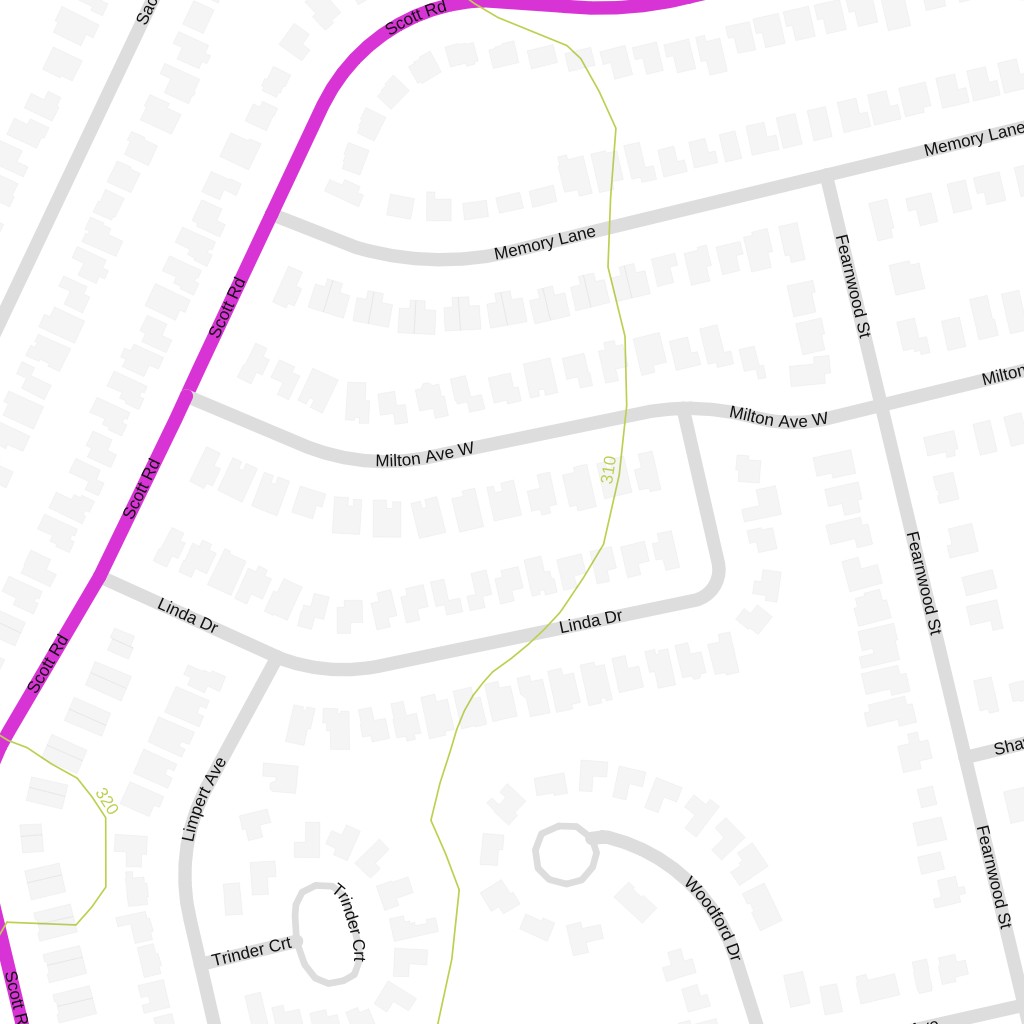 Sac
Scott Rd
Memory Lane
Memory Lane
Fearnwood St
Scott Rd
Milton
Milton Ave W
Milton Ave W
310
Scott Rd
Fearnwood St
Linda Dr
Linda Dr
Scott Rd
Sha
Limpert Ave
320
Fearnwood St
Trinder Crt
Woodford Dr
Trinder Crt
Scott R